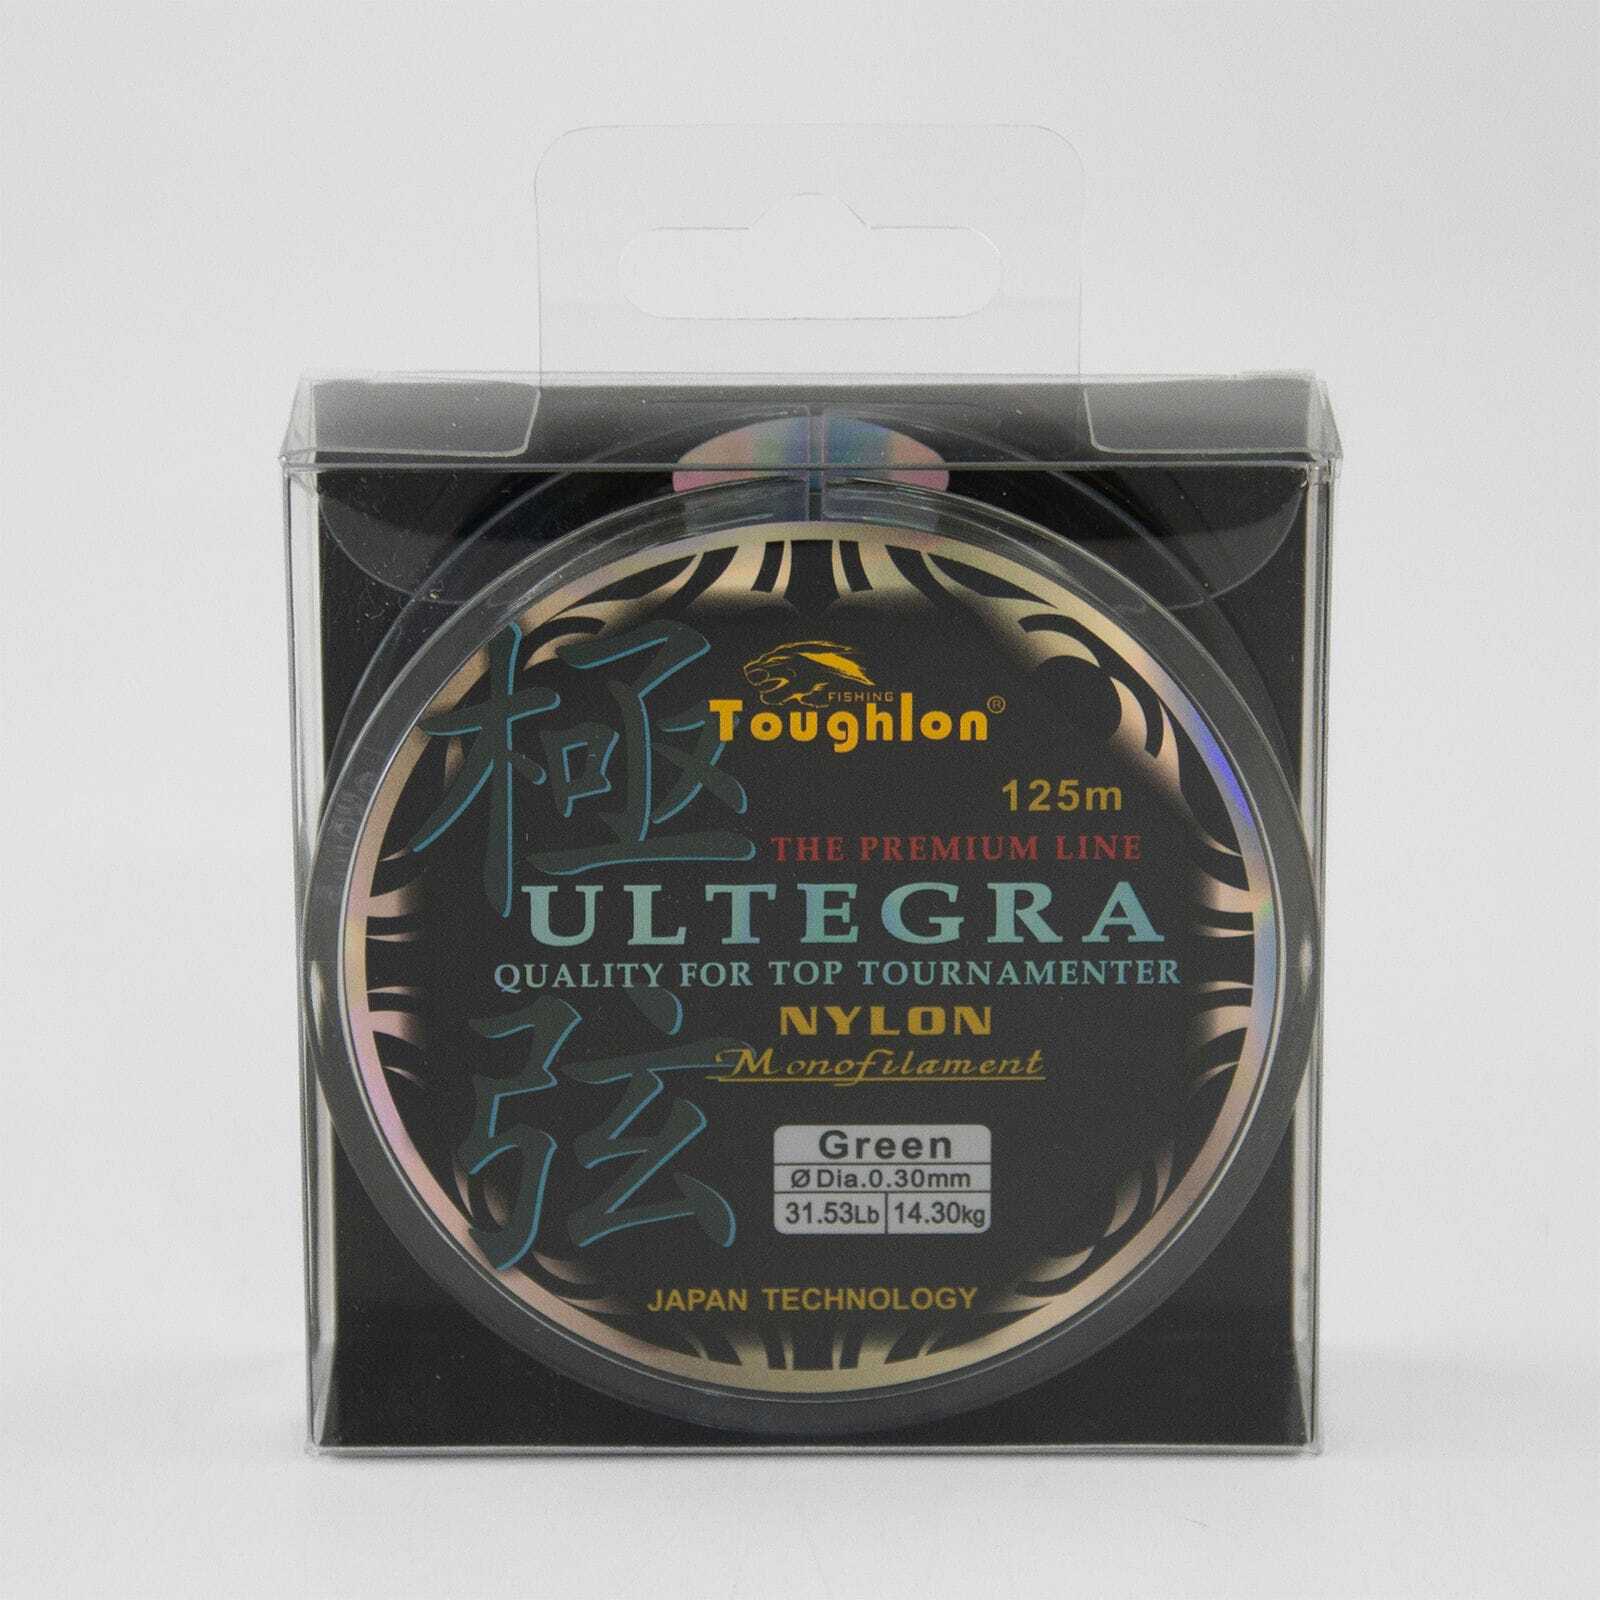 FISHING
Toughlon®
125m
極
THE PREMIUM LINE
ULTEGRA
QUALITY FOR TOP TOURNAMENTER
弦
NYLON
Monofilament
Green
Ø Dia.0.30mm
31.53Lb 14.30kg
JAPAN TECHNOLOGY